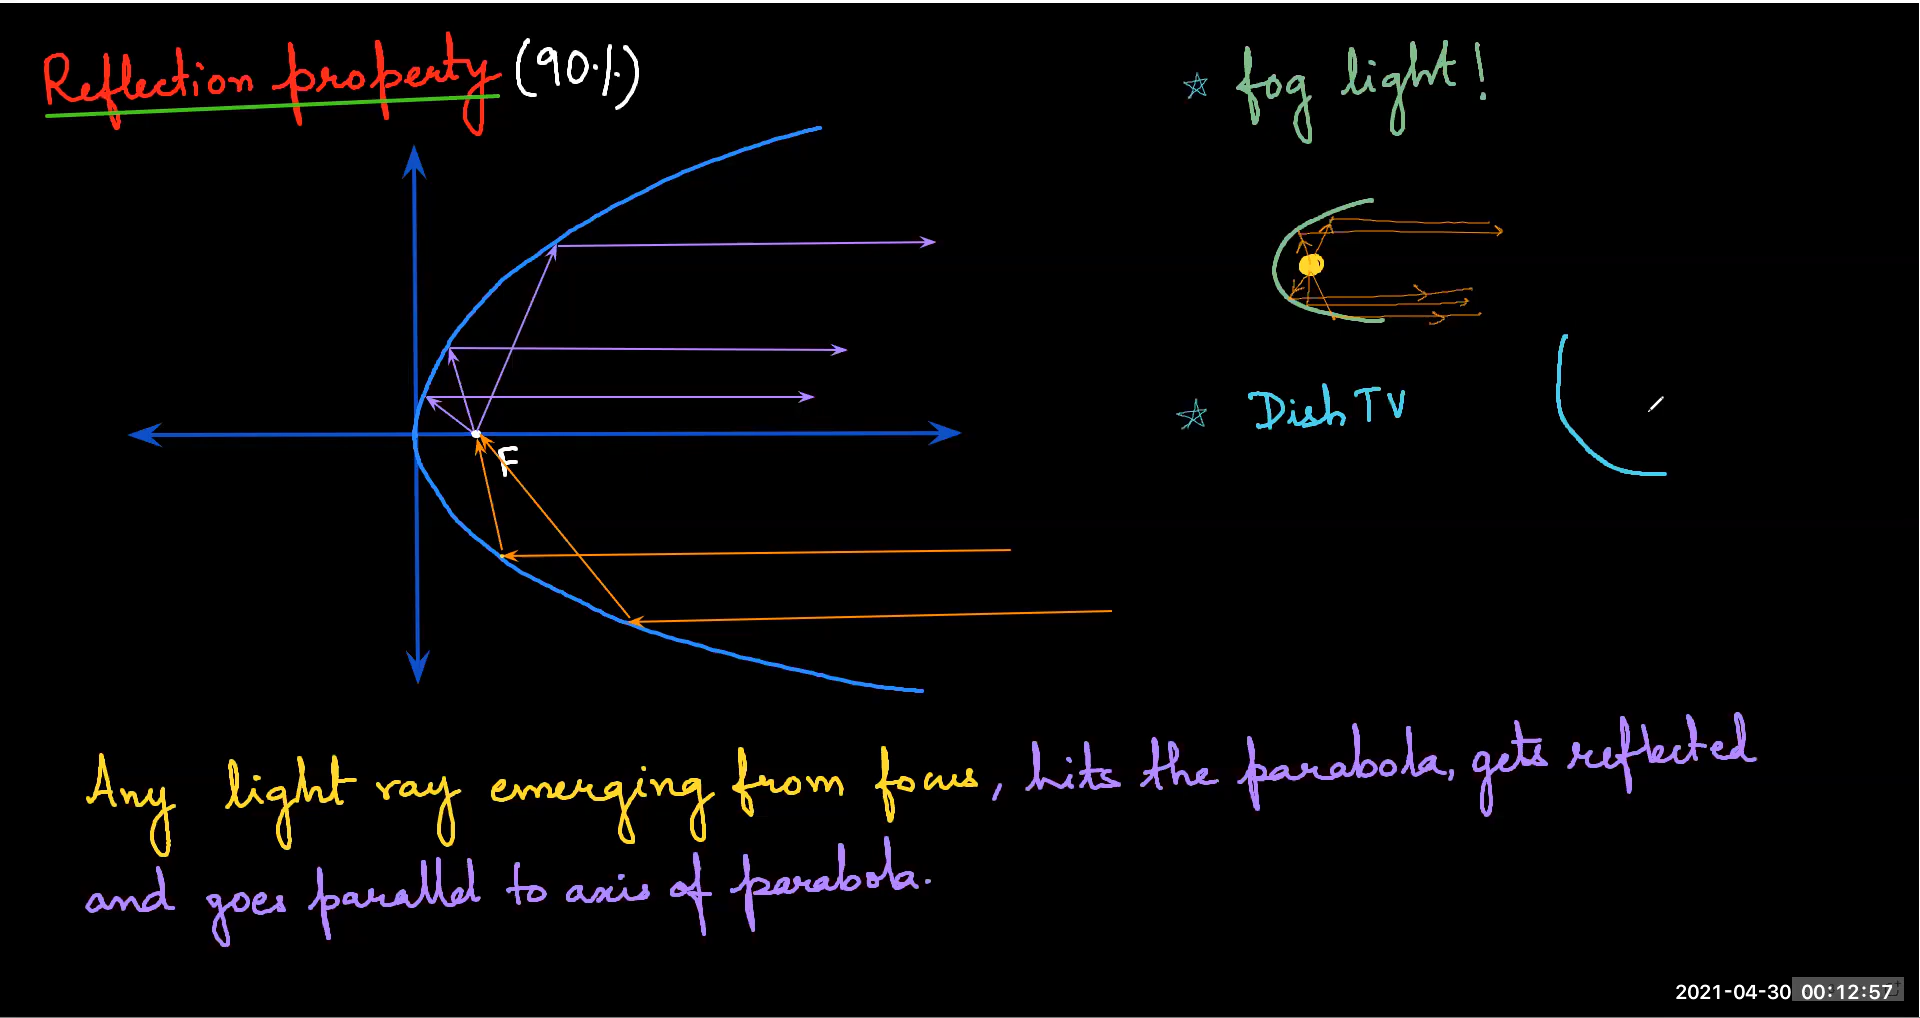 Reflection property (90%)
☆ fog light!
F
☆ Dish TV
Any light ray emerging from focus, hits the parabola, gets reflected
and goes parallel to axis of parabola.
2021-04-30 00:12:57